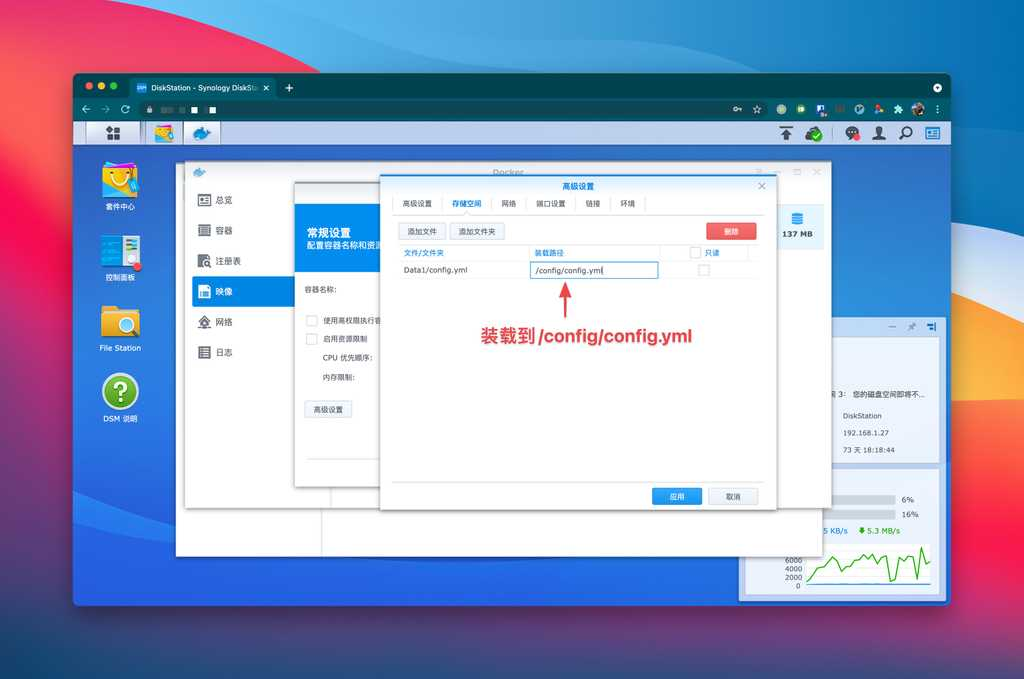 DiskStation - Synology DiskSta
Docker
套件中心
控制面板
File Station
DSM 说明
总览
容器
注册表
映像
网络
日志
常规设置
配置容器名称和资源
容器名称:
使用高权限执行容
启用资源限制
CPU 优先顺序:
内存限制:
高级设置
高级设置
高级设置
存储空间
网络
端口设置
链接
环境
添加文件
添加文件夹
删除
文件/文件夹
装载路径
只读
Data1/config.yml
/config/config.yml
装载到 /config/config.yml
应用
取消
137 MB
3: 您的磁盘空间即将不...
DiskStation
192.168.1.27
73 天 18:18:44
6%
16%
5 KB/s
5.3 MB/s
6000
4000
2000
0